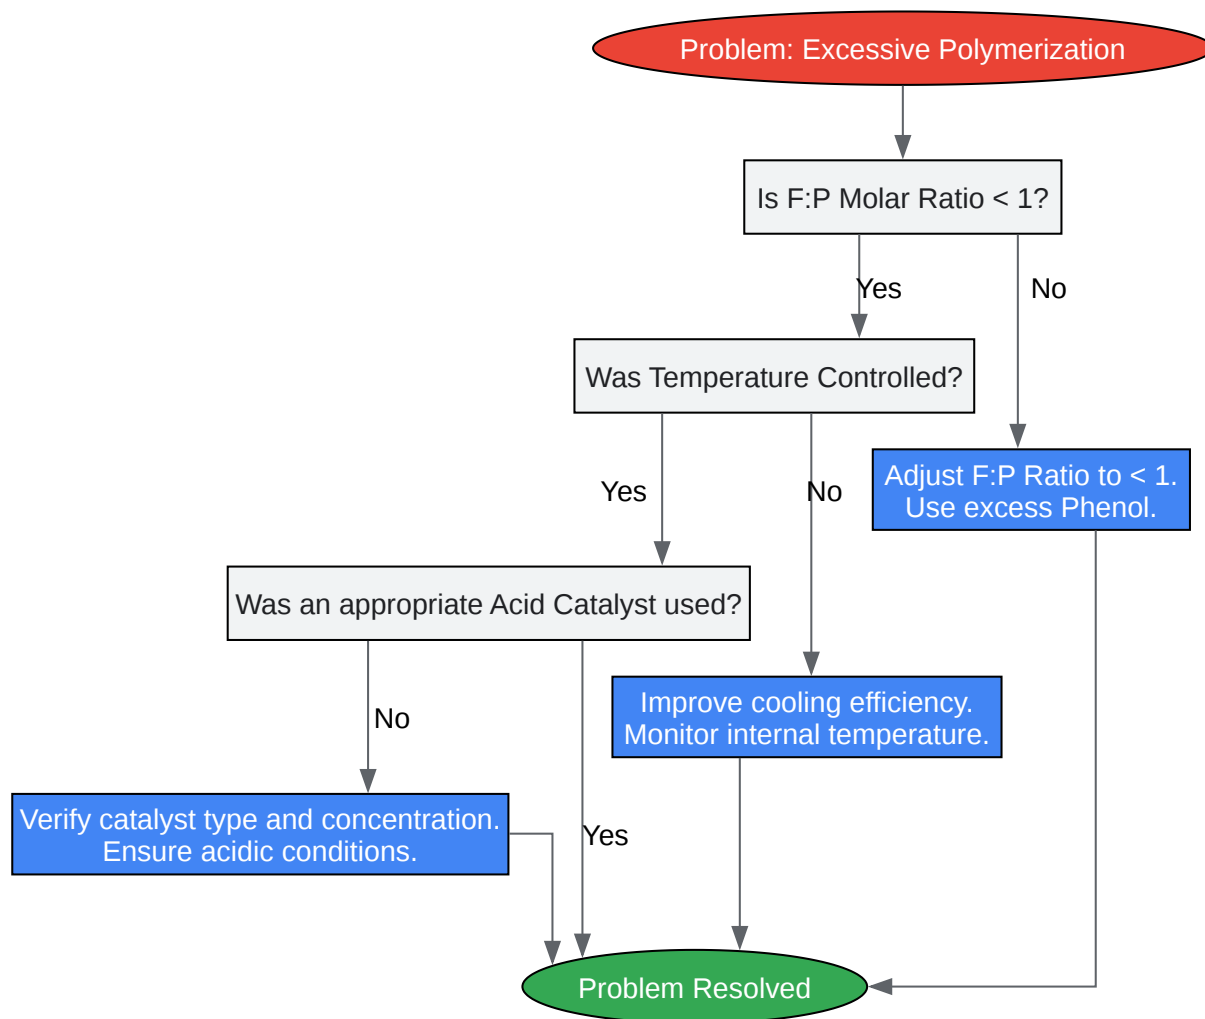 Problem: Excessive Polymerization
Is F:P Molar Ratio < 1?
Yes
No
Was Temperature Controlled?
Adjust F:P Ratio to < 1.
Use excess Phenol.
Yes
No
Was an appropriate Acid Catalyst used?
Improve cooling efficiency.
Monitor internal temperature.
No
Verify catalyst type and concentration.
Ensure acidic conditions.
Yes
Problem Resolved